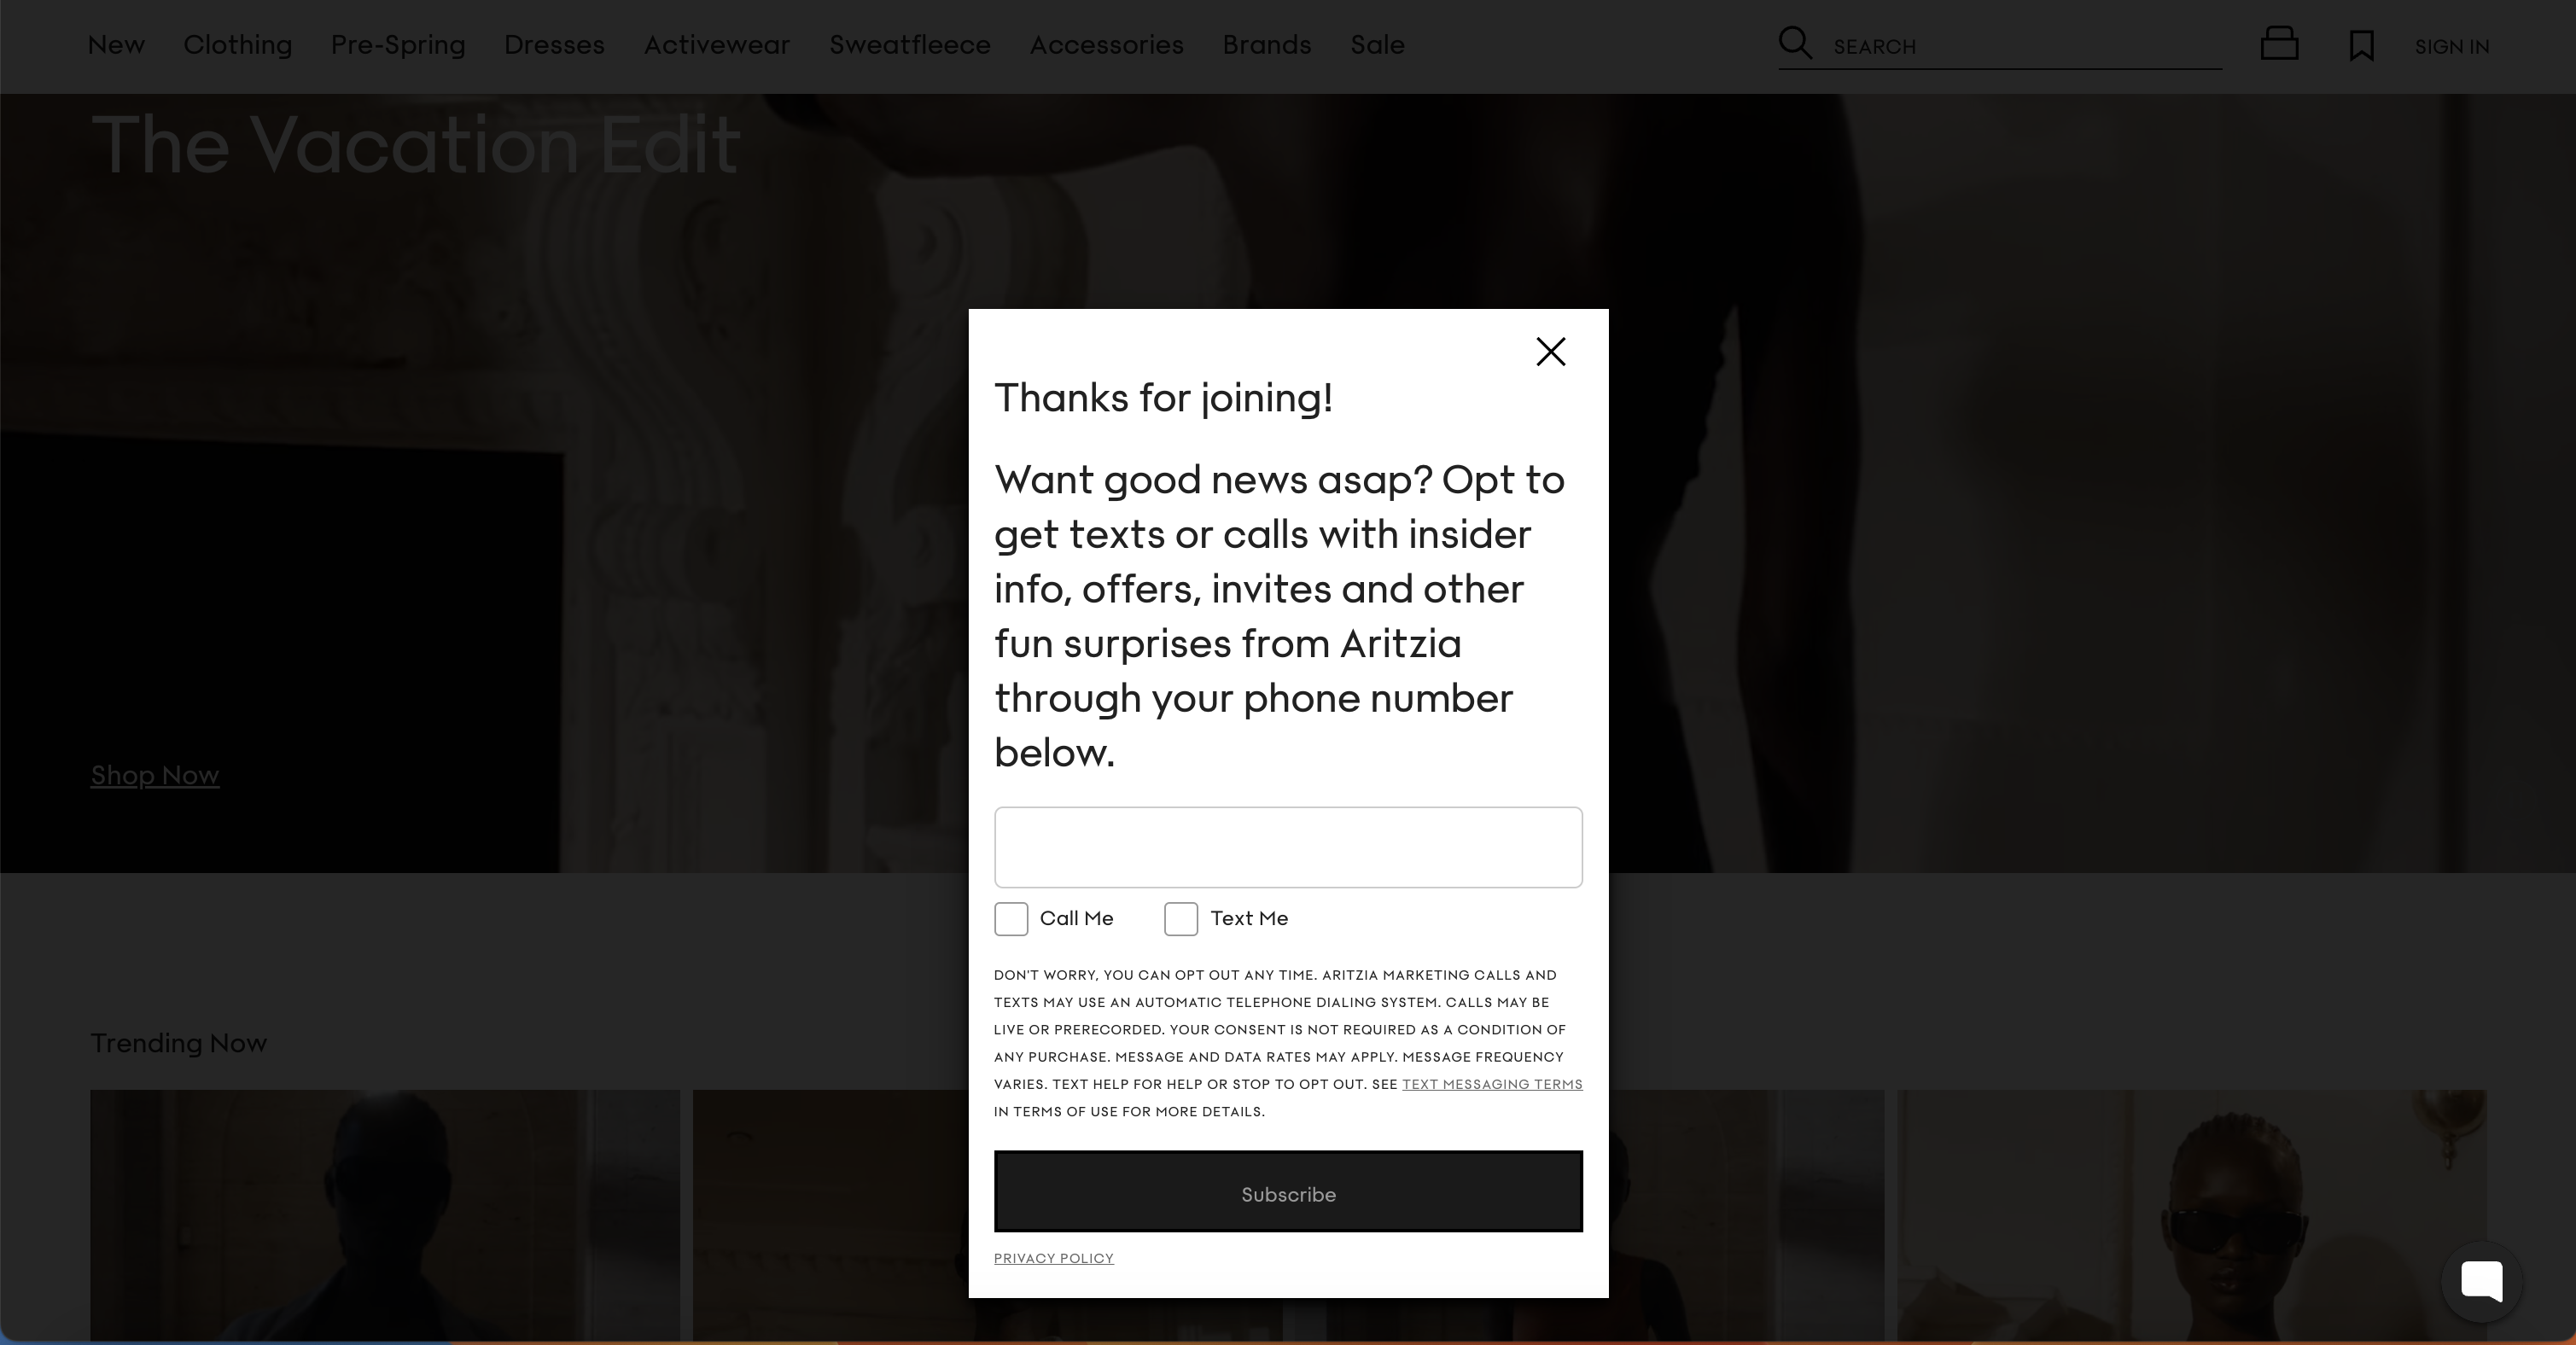 New Clothing Pre-Spring Dresses Activewear Sweatfleece Accessories Brands Sale SEARCH SIGN IN
The Vacation Edit
Shop Now
Thanks for joining!
Want good news asap? Opt to
get texts or calls with insider
info, offers, invites and other
fun surprises from Aritzia
through your phone number
below.
Call Me Text Me
DON'T WORRY, YOU CAN OPT OUT ANY TIME. ARITZIA MARKETING CALLS AND
TEXTS MAY USE AN AUTOMATIC TELEPHONE DIALING SYSTEM. CALLS MAY BE
LIVE OR PRERECORDED. YOUR CONSENT IS NOT REQUIRED AS A CONDITION OF
ANY PURCHASE. MESSAGE AND DATA RATES MAY APPLY. MESSAGE FREQUENCY
VARIES. TEXT HELP FOR HELP OR STOP TO OPT OUT. SEE TEXT MESSAGING TERMS
IN TERMS OF USE FOR MORE DETAILS.
Subscribe
PRIVACY POLICY
Trending Now